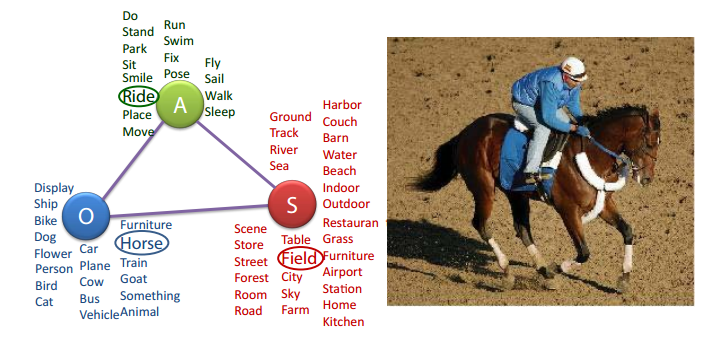 Do
Stand
Park
Sit
Smile
Ride
Place
Move
Run
Swim
Fix
Pose
Fly
Sail
Walk
Sleep
A
Ground
Track
River
Sea
Harbor
Couch
Barn
Water
Beach
Indoor
Outdoor
Restauran
Grass
Furniture
Airport
Station
Home
Kitchen
S
Scene
Store
Street
Forest
Room
Road
Table
Field
City
Sky
Farm
O
Display
Ship
Bike
Dog
Flower
Person
Bird
Cat
Car
Plane
Cow
Bus
Vehicle
Furniture
Horse
Train
Goat
Something
Animal